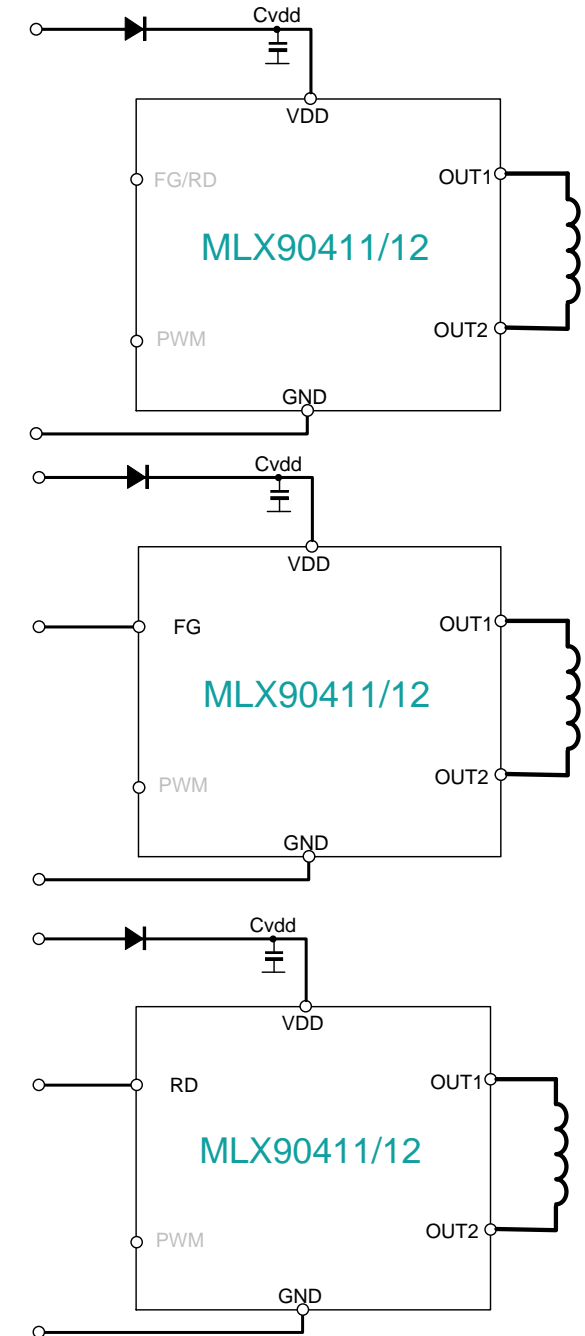 Cvdd
VDD
FG/RD
OUT1
MLX90411/12
OUT2
PWM
GND
Cvdd
VDD
FG
OUT1
MLX90411/12
OUT2
PWM
GND
Cvdd
VDD
RD
OUT1
MLX90411/12
OUT2
PWM
GND